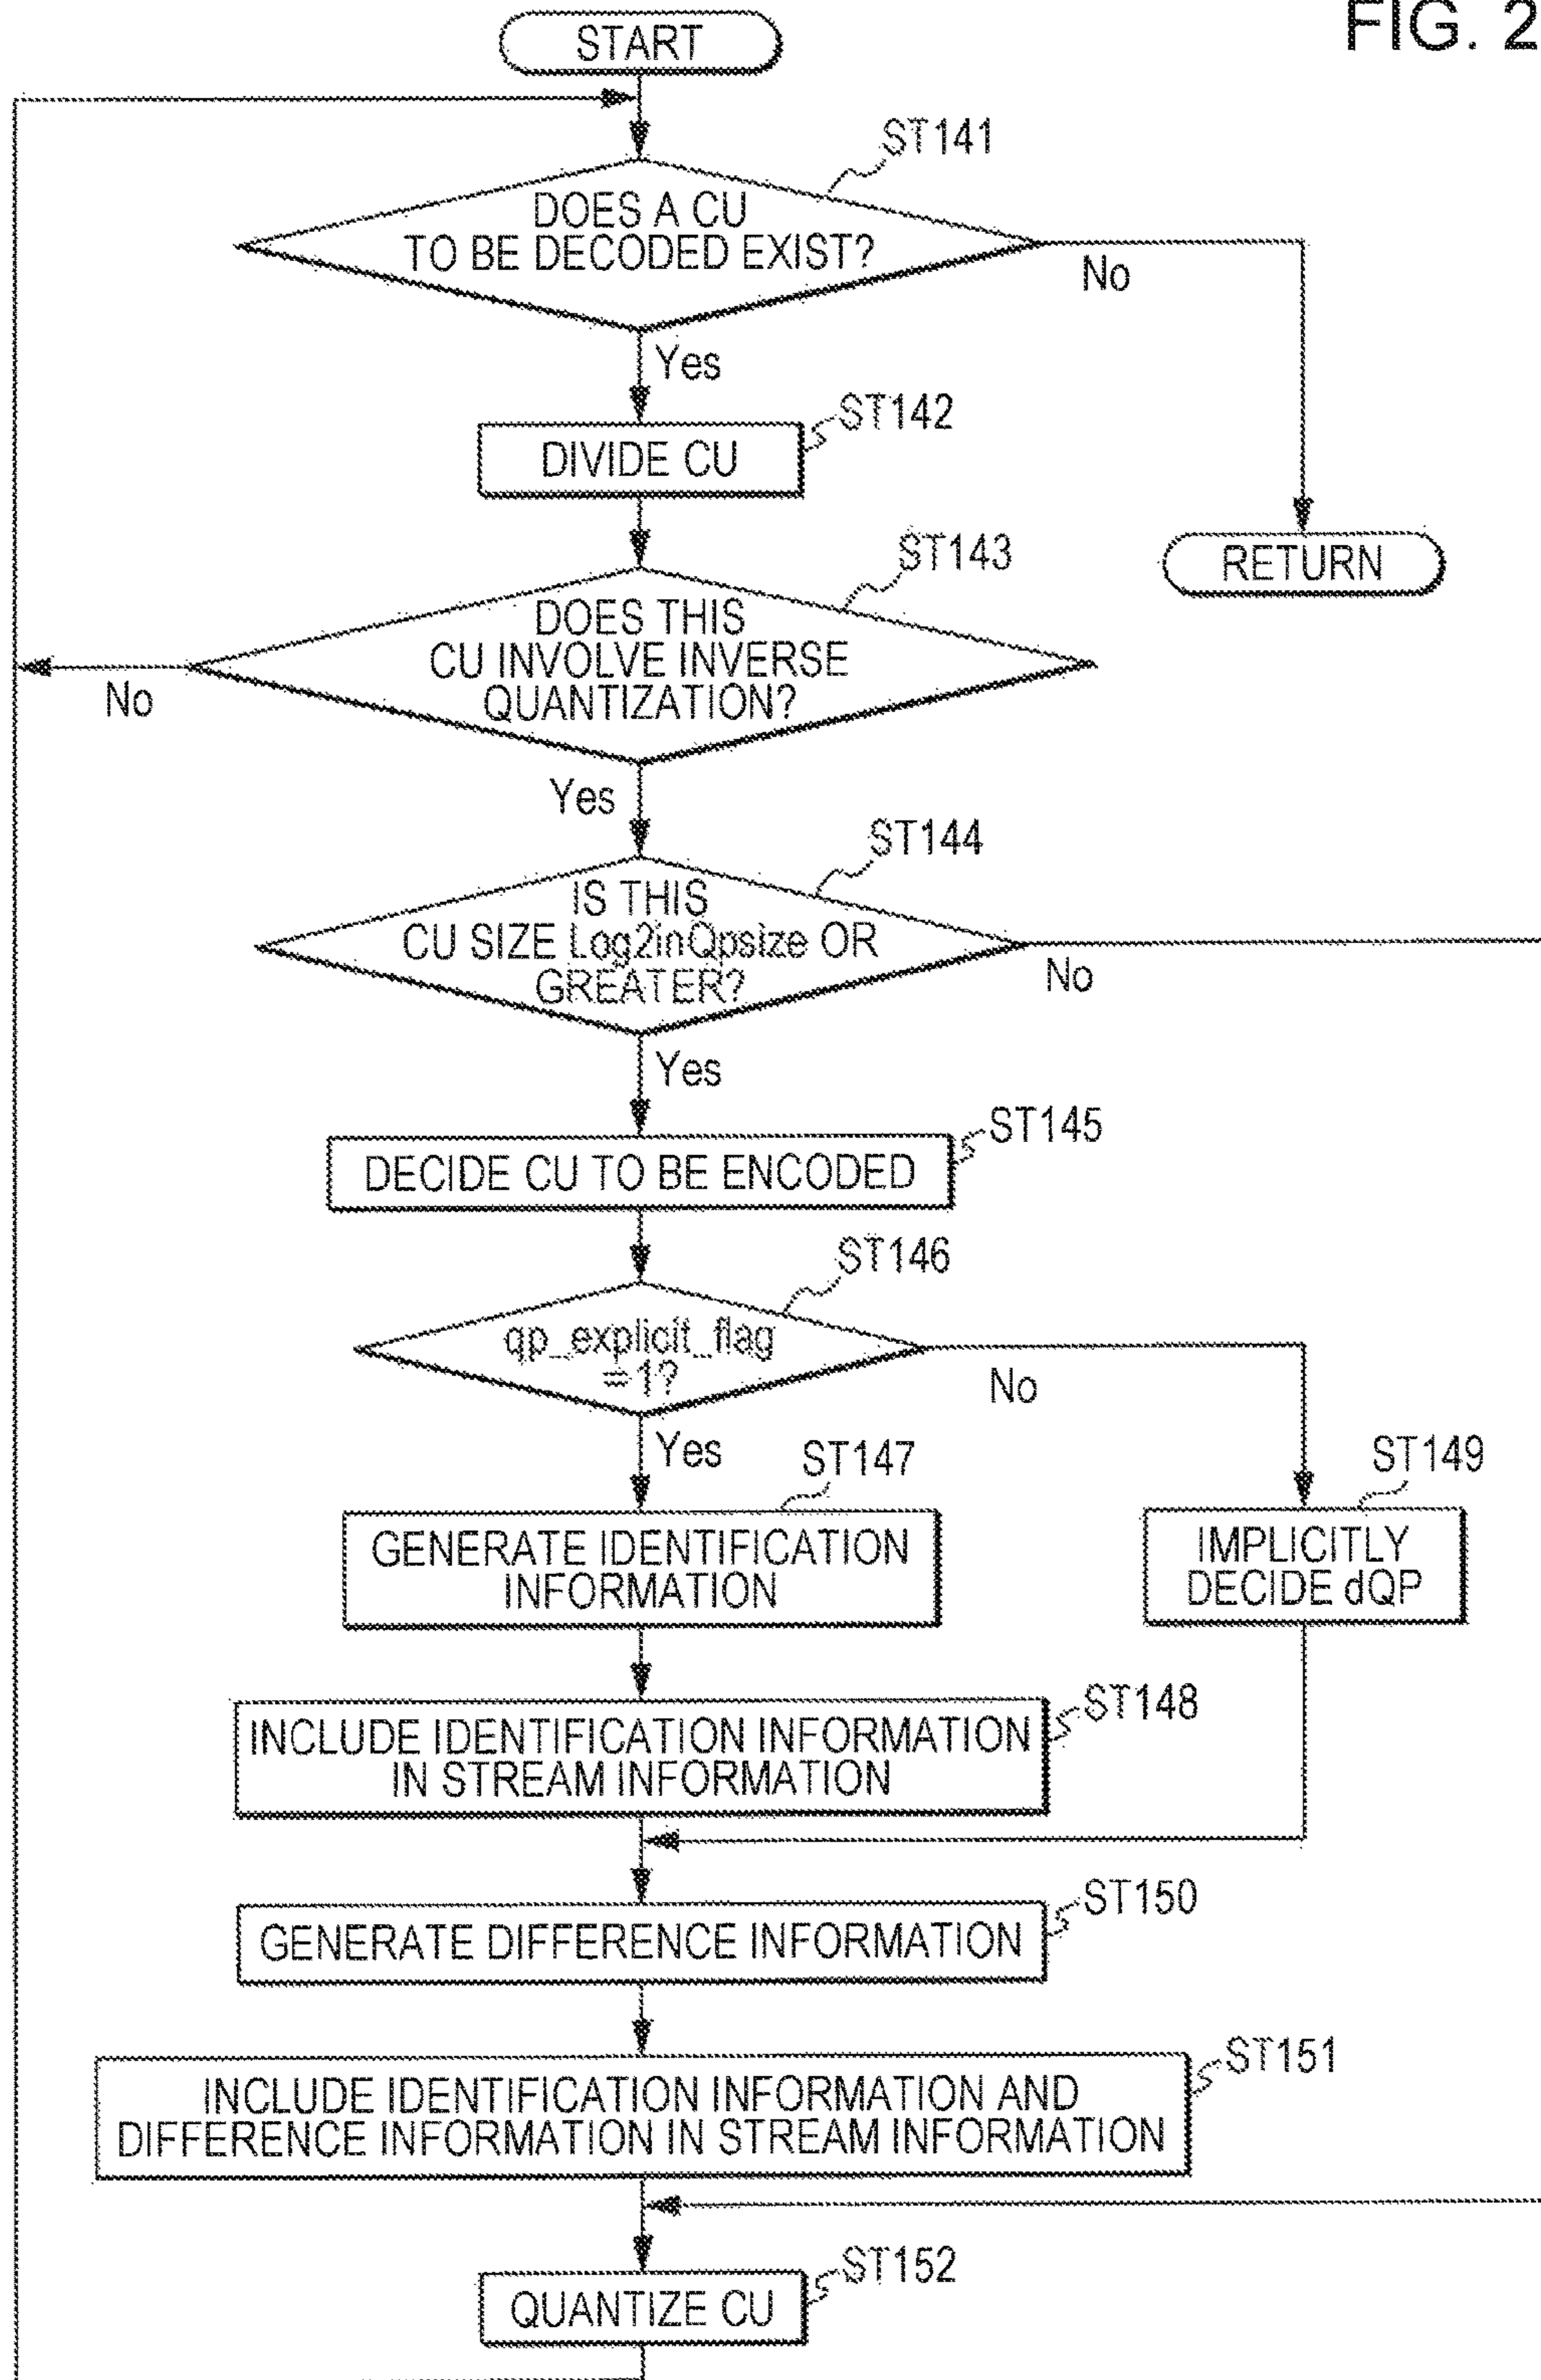 FIG. 2
START
ST141
DOES A CU
TO BE DECODED EXIST?
No
Yes
ST142
DIVIDE CU
ST143
RETURN
DOES THIS
CU INVOLVE INVERSE
QUANTIZATION?
No
Yes
ST144
IS THIS
CU SIZE Log2inQpsize OR
GREATER?
No
Yes
ST145
DECIDE CU TO BE ENCODED
ST146
qp_explicit_flag
=1?
No
Yes
ST147
ST149
GENERATE IDENTIFICATION
INFORMATION
IMPLICITLY
DECIDE dQP
ST148
INCLUDE IDENTIFICATION INFORMATION
IN STREAM INFORMATION
ST150
GENERATE DIFFERENCE INFORMATION
ST151
INCLUDE IDENTIFICATION INFORMATION AND
DIFFERENCE INFORMATION IN STREAM INFORMATION
ST152
QUANTIZE CU